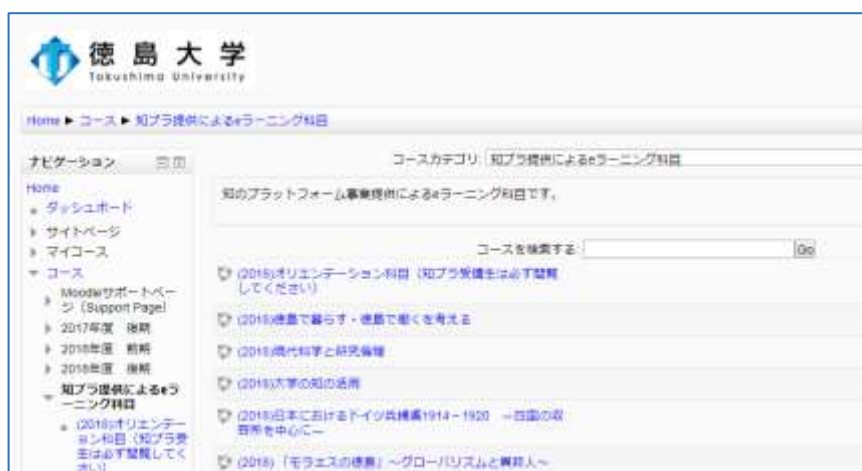 徳島大学
Tokushima University
Home ▶ コース ▶ 知プラ提供によるeラーニング科目
ナビゲーション
Home
ダッシュボード
サイトページ
マイコース
コース
Moodleサポートペー
ジ（Support Page）
2017年度 後期
2018年度 前期
2018年度 後期
知プラ提供によるeラ
ーニング科目
(2018)オリエンテー
ション科目（知プラ受
生は必ず閲覧してく
ださい）
コースカテゴリ: 知プラ提供によるeラーニング科目
知のプラットフォーム事業提供によるeラーニング科目です。
コースを検索する: Go
(2018)オリエンテーション科目（知プラ受講生は必ず閲覧
してください）
(2018)徳島で暮らす・徳島で働くを考える
(2018)現代科学と研究倫理
(2018)大学の知の活用
(2018)日本におけるドイツ兵捕虜1914－1920 ―四国の収
容所を中心に―
(2018)「モラエスの徳島」～グローバリズムと異邦人～